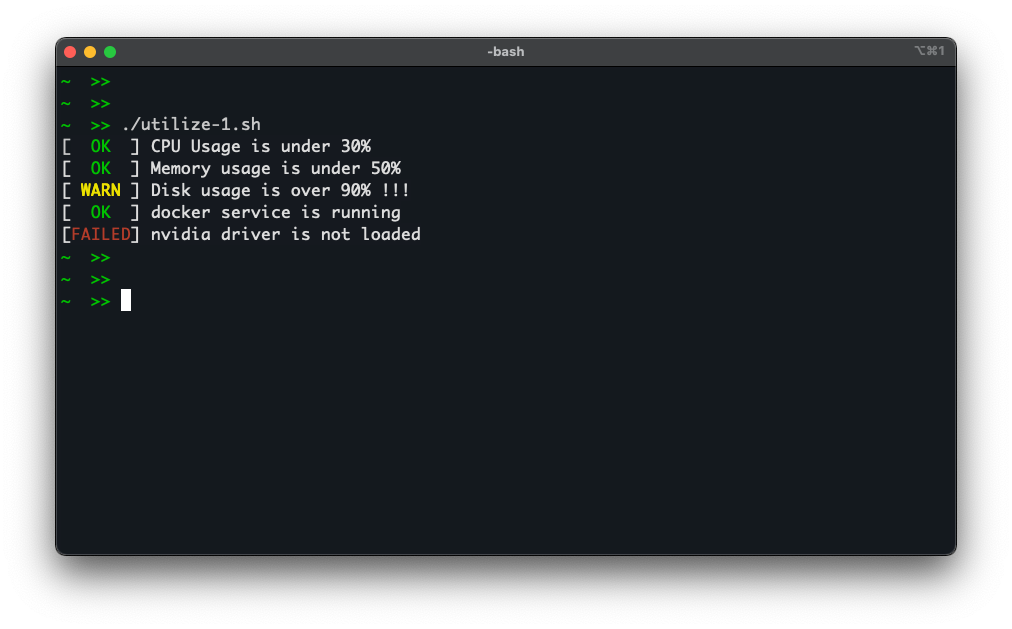 -bash
⌥⌘1
~ >>
~ >>
~ >> ./utilize-1.sh
[  OK  ] CPU Usage is under 30%
[  OK  ] Memory usage is under 50%
[ WARN ] Disk usage is over 90% !!!
[  OK  ] docker service is running
[FAILED] nvidia driver is not loaded
~ >>
~ >>
~ >>